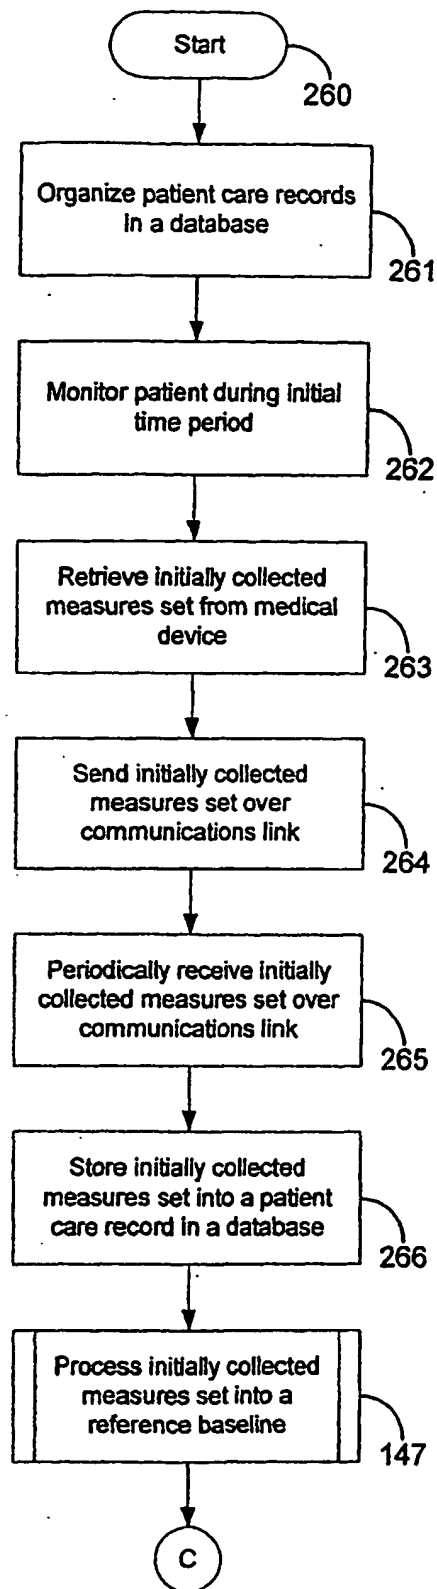 Start
260
Organize patient care records
in a database
261
Monitor patient during initial
time period
262
Retrieve initially collected
measures set from medical
device
263
Send initially collected
measures set over
communications link
264
Periodically receive initially
collected measures set over
communications link
265
Store initially collected
measures set into a patient
care record in a database
266
Process initially collected
measures set into a
reference baseline
147
C